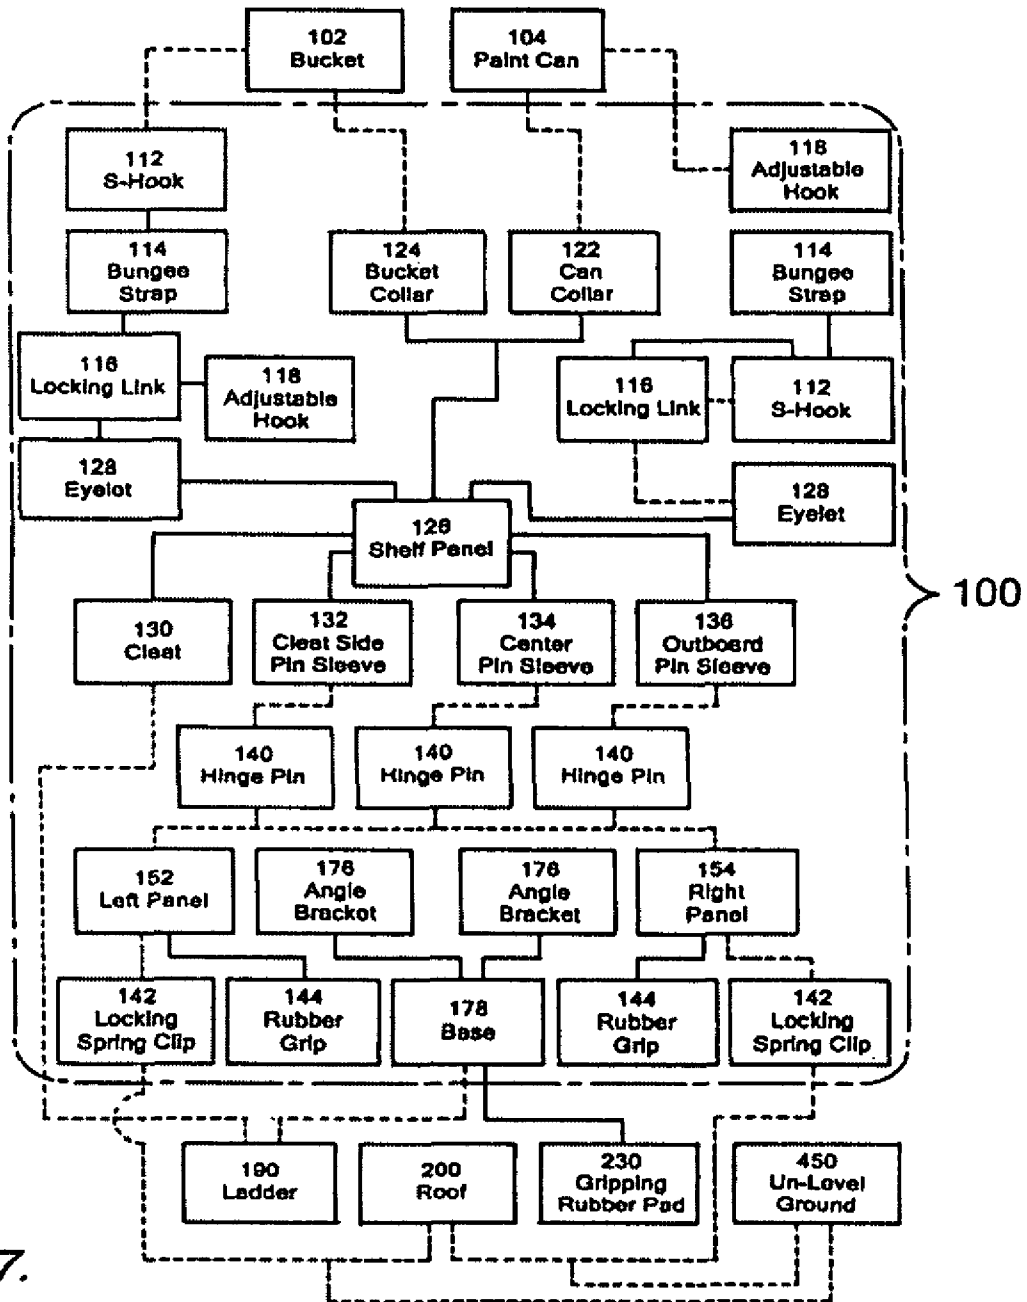 102
Bucket
104
Paint Can
112
S-Hook
118
Adjustable
Hook
114
Bungee
Strap
124
Bucket
Collar
122
Can
Collar
114
Bungee
Strap
116
Locking Link
118
Adjustable
Hook
116
Locking Link
112
S-Hook
128
Eyelot
128
Eyelet
126
Shelf Panel
100
130
Cleat
132
Cleat Side
Pin Sleeve
134
Center
Pin Sleeve
136
Outboard
Pin Sleeve
140
Hinge Pin
140
Hinge Pin
140
Hinge Pin
152
Left Panel
176
Angle
Bracket
176
Angle
Bracket
154
Right
Panel
142
Locking
Spring Clip
144
Rubber
Grip
178
Base
144
Rubber
Grip
142
Locking
Spring Clip
190
Ladder
200
Roof
230
Gripping
Rubber Pad
450
Un-Level
Ground
7.